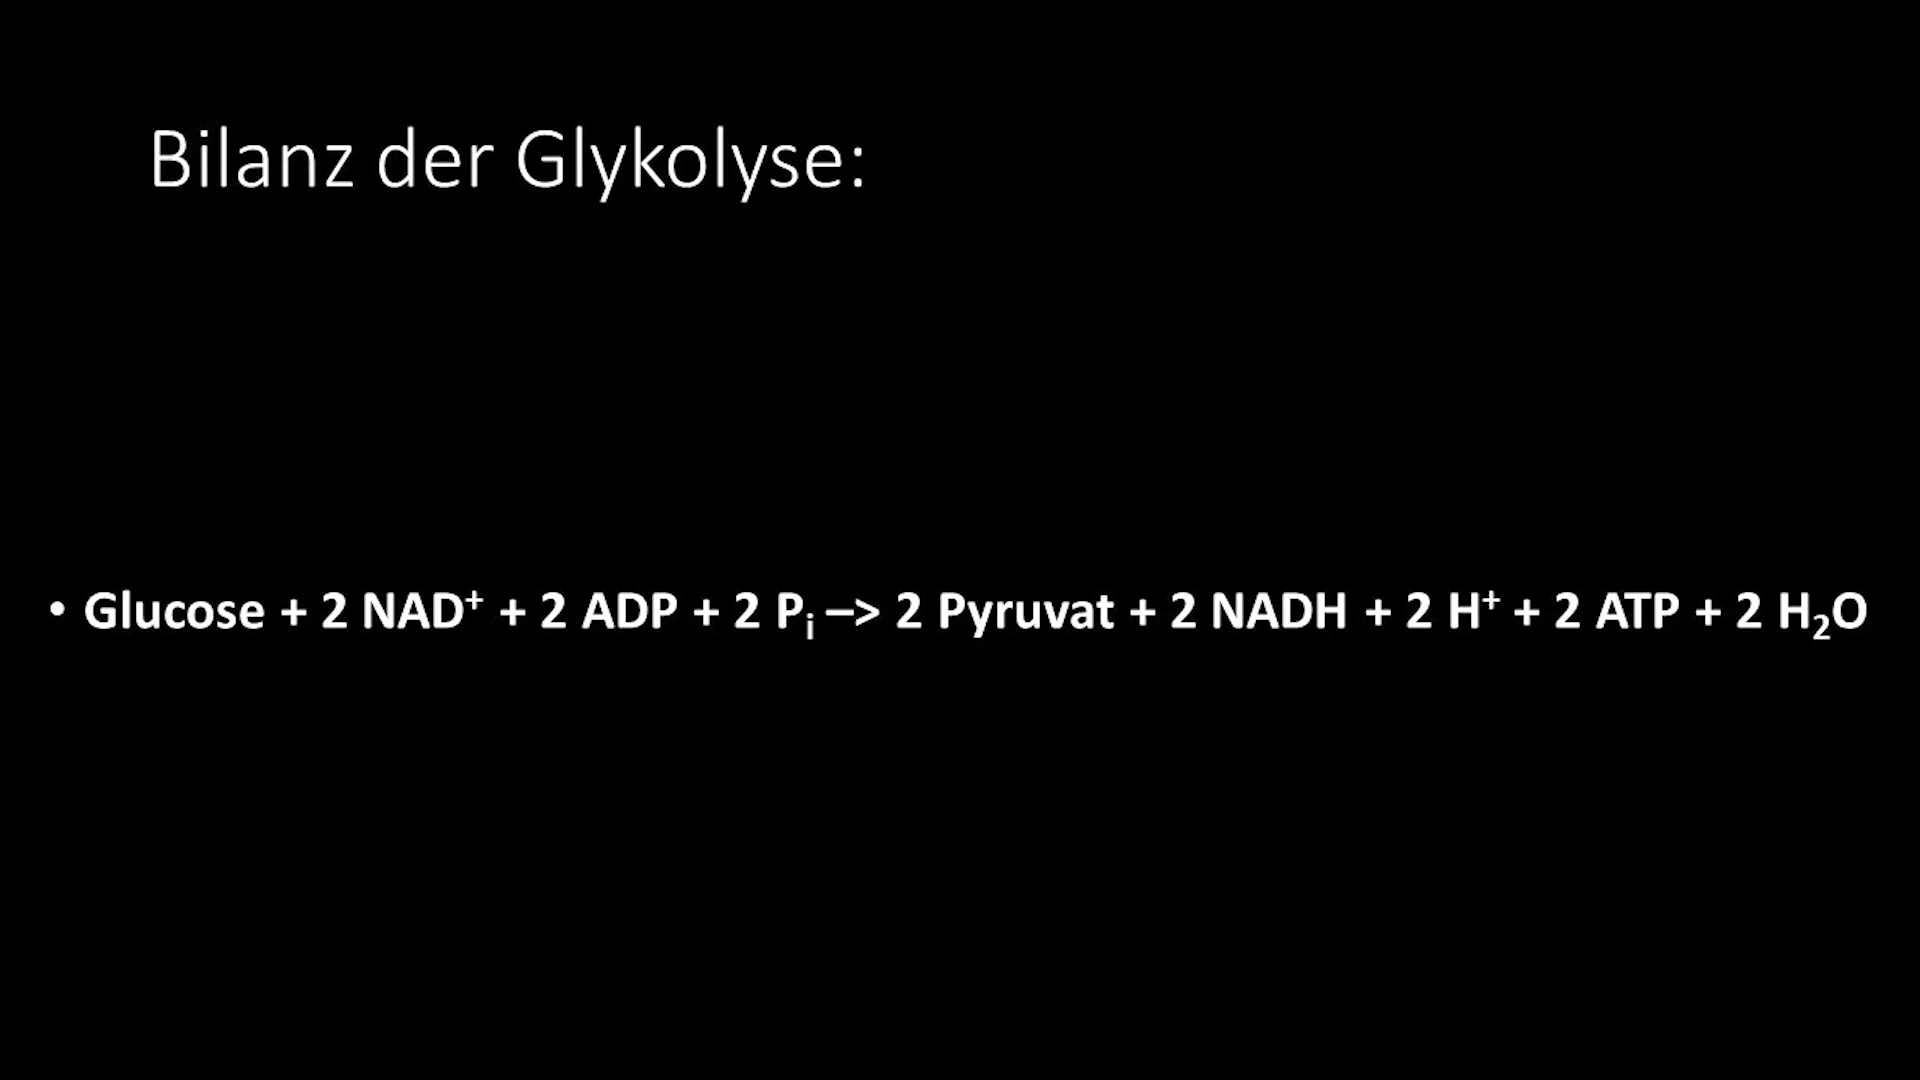 Bilanz der Glykolyse:
• Glucose + 2 NAD⁺ + 2 ADP + 2 Pᵢ –> 2 Pyruvat + 2 NADH + 2 H⁺ + 2 ATP + 2 H₂O